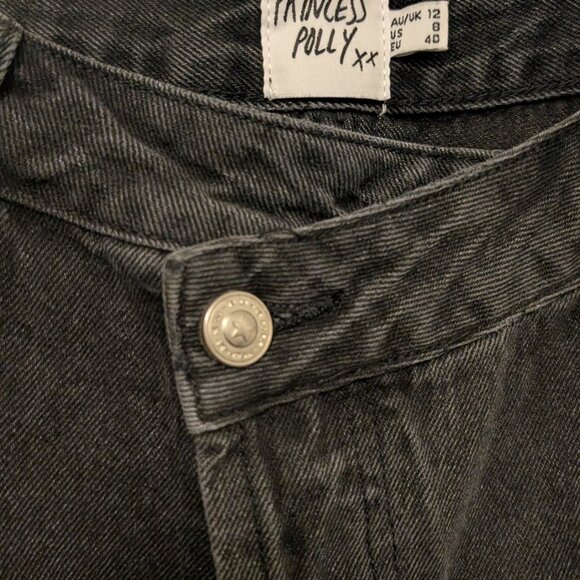 PRINCESS
POLLY
xx
AU/UK 12
US 8
EU 40